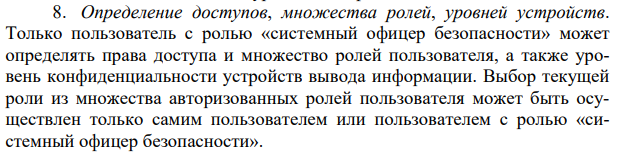 8. Определение доступов, множества ролей, уровней устройств.
Только пользователь с ролью «системный офицер безопасности» может
определять права доступа и множество ролей пользователя, а также уро-
вень конфиденциальности устройств вывода информации. Выбор текущей
роли из множества авторизованных ролей пользователя может быть осу-
ществлен только самим пользователем или пользователем с ролью «си-
стемный офицер безопасности».